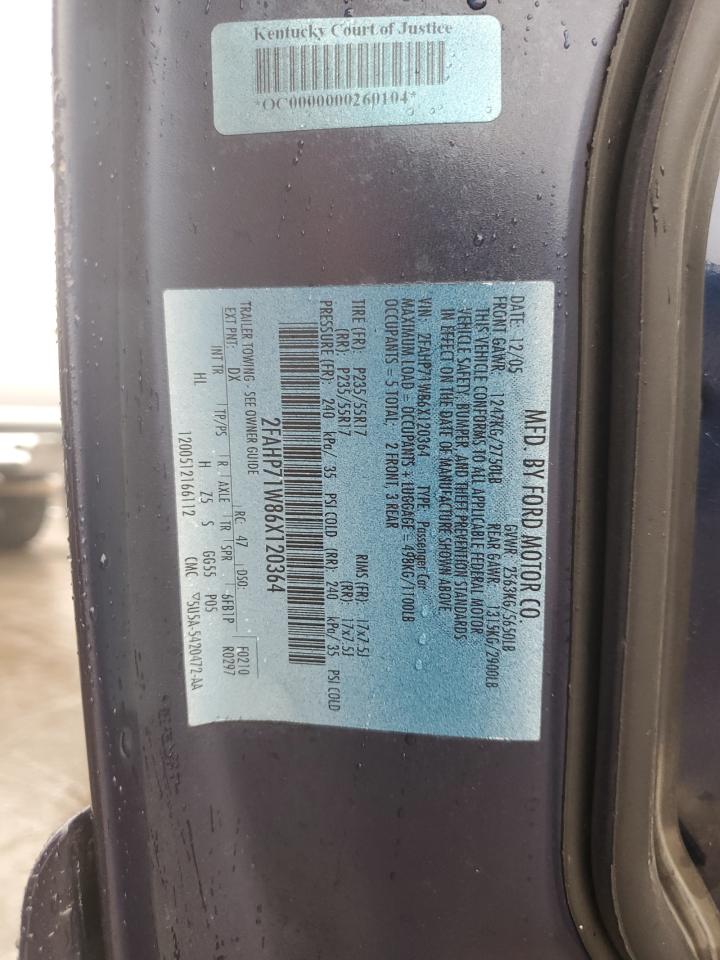 Kentucky Court of Justice
*OC0000000260104*
MFD. BY FORD MOTOR CO.
DATE: 12/05 GVWR: 2563KG/5650LB
FRONT GAWR: 1247KG/2750LB REAR GAWR: 1315KG/2900LB
THIS VEHICLE CONFORMS TO ALL APPLICABLE FEDERAL MOTOR
VEHICLE SAFETY, BUMPER, AND THEFT PREVENTION STANDARDS
IN EFFECT ON THE DATE OF MANUFACTURE SHOWN ABOVE.
VIN: 2FAHP71W86X120364 TYPE: Passenger Car
MAXIMUM LOAD = OCCUPANTS + LUGGAGE = 498KG/1100LB
OCCUPANTS = 5 TOTAL: 2 FRONT, 3 REAR
TIRE (FR): P235/55R17 RIMS (FR): 17x7.5J
(RR): P235/55R17 (RR): 17x7.5J
PRESSURE (FR): 240 kPa/ 35 PSI COLD (RR): 240 kPa/ 35 PSI COLD
2FAHP71W86X120364
TRAILER TOWING - SEE OWNER GUIDE
EXT PNT: DX RC: 47 DSO: F0210
6FB1P R0297
INT TR TP/PS R AXLE TR SPR
HL H Z5 S GG55 P05
1200512166112 CMC ▽5U5A-5420472-AA